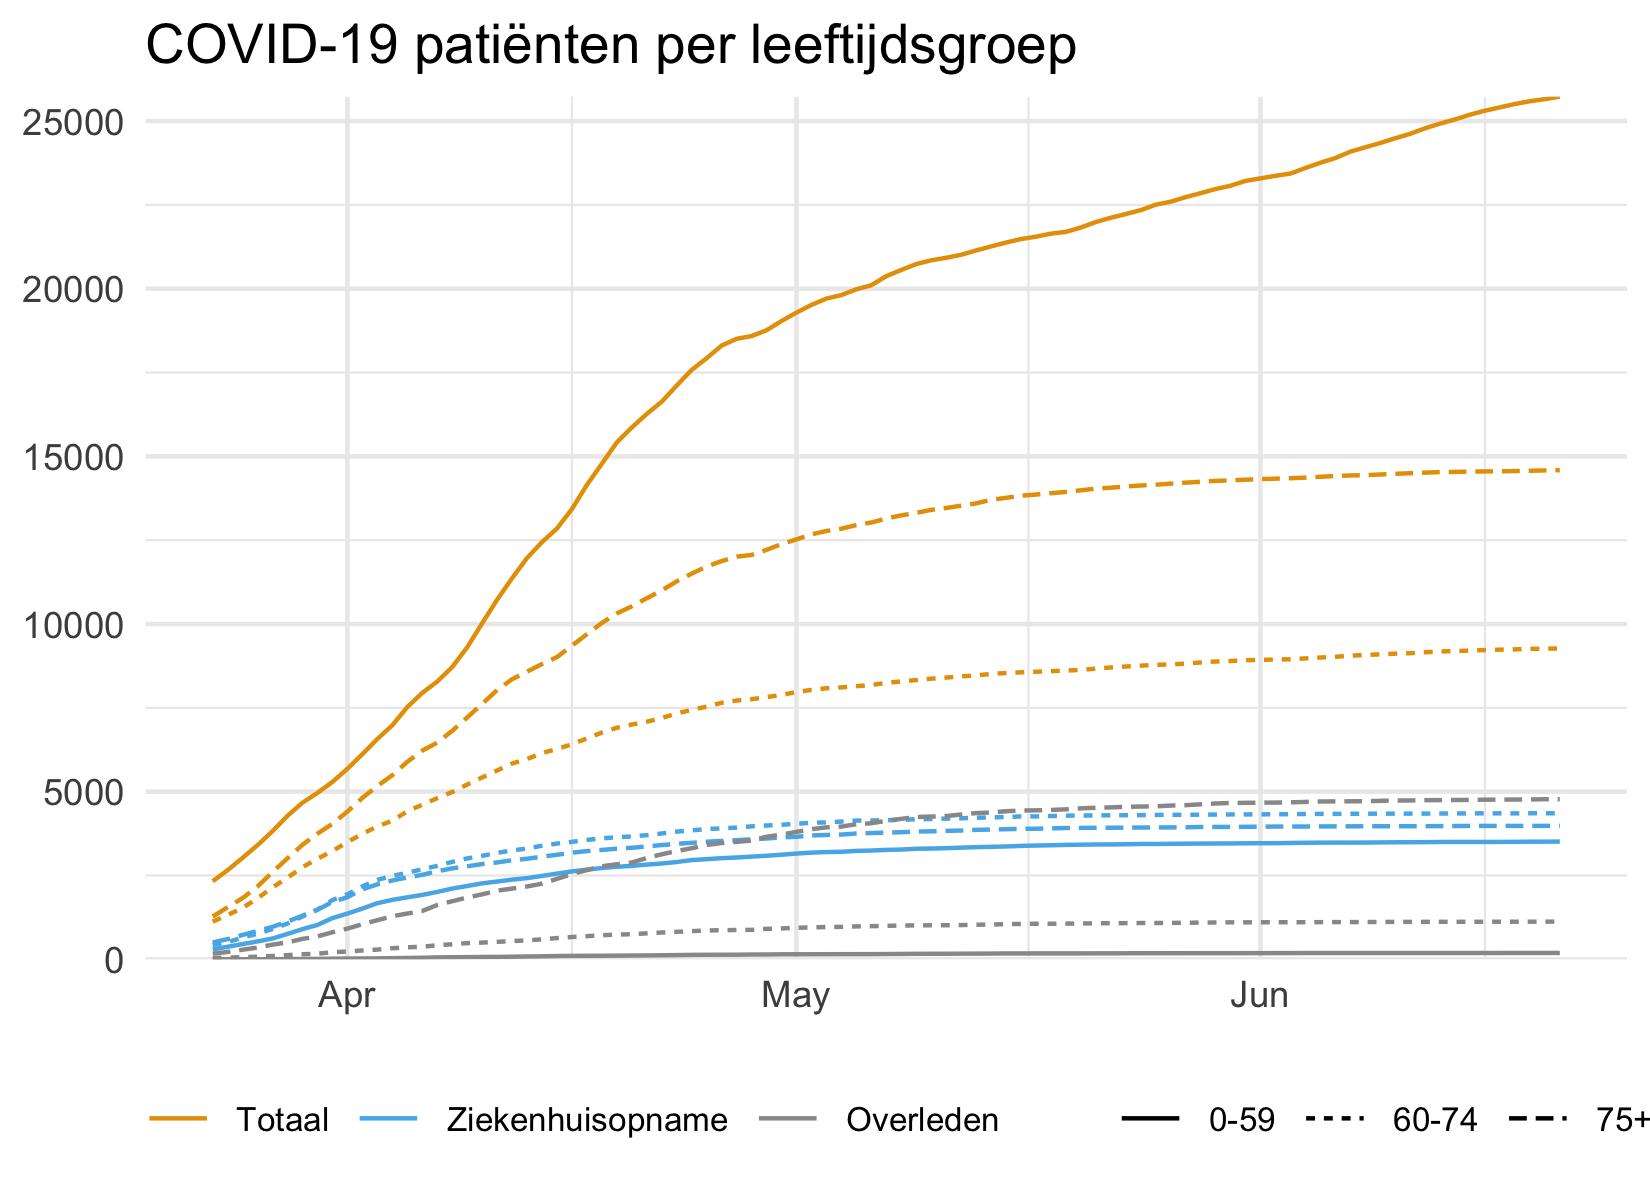 COVID-19 patiënten per leeftijdsgroep
25000
20000
15000
10000
5000
0
Apr May Jun
Totaal Ziekenhuisopname Overleden 0-59 60-74 75+